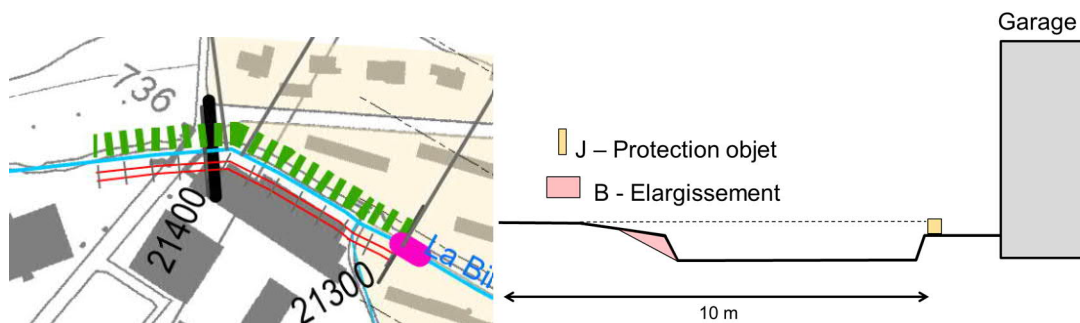 736
21400
21300
La Bi
Garage
J – Protection objet
B - Elargissement
10 m